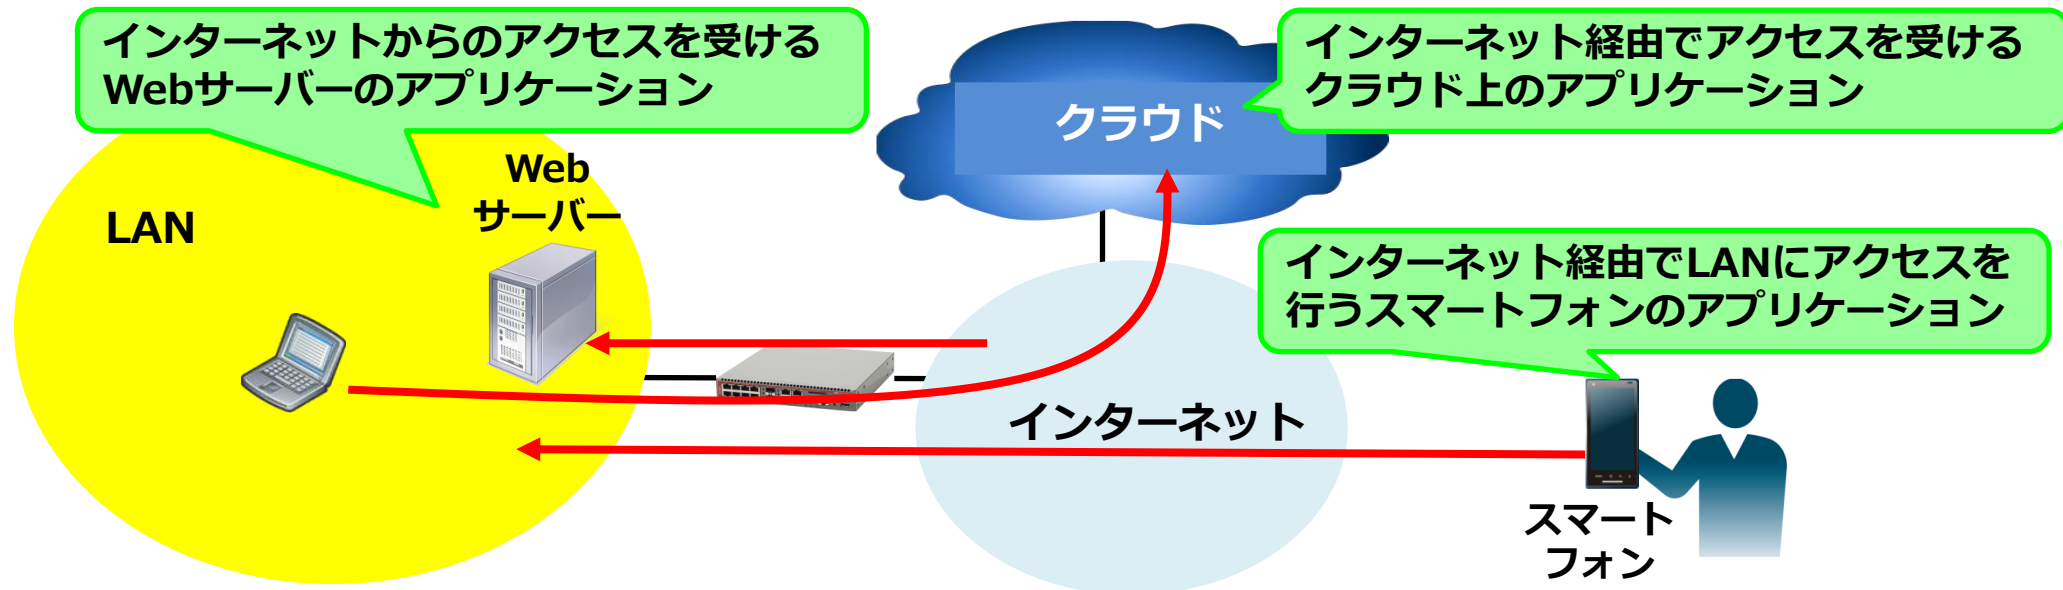 インターネットからのアクセスを受ける
Webサーバーのアプリケーション
インターネット経由でアクセスを受ける
クラウド上のアプリケーション
クラウド
Web
サーバー
LAN
インターネット経由でLANにアクセスを
行うスマートフォンのアプリケーション
インターネット
スマート
フォン